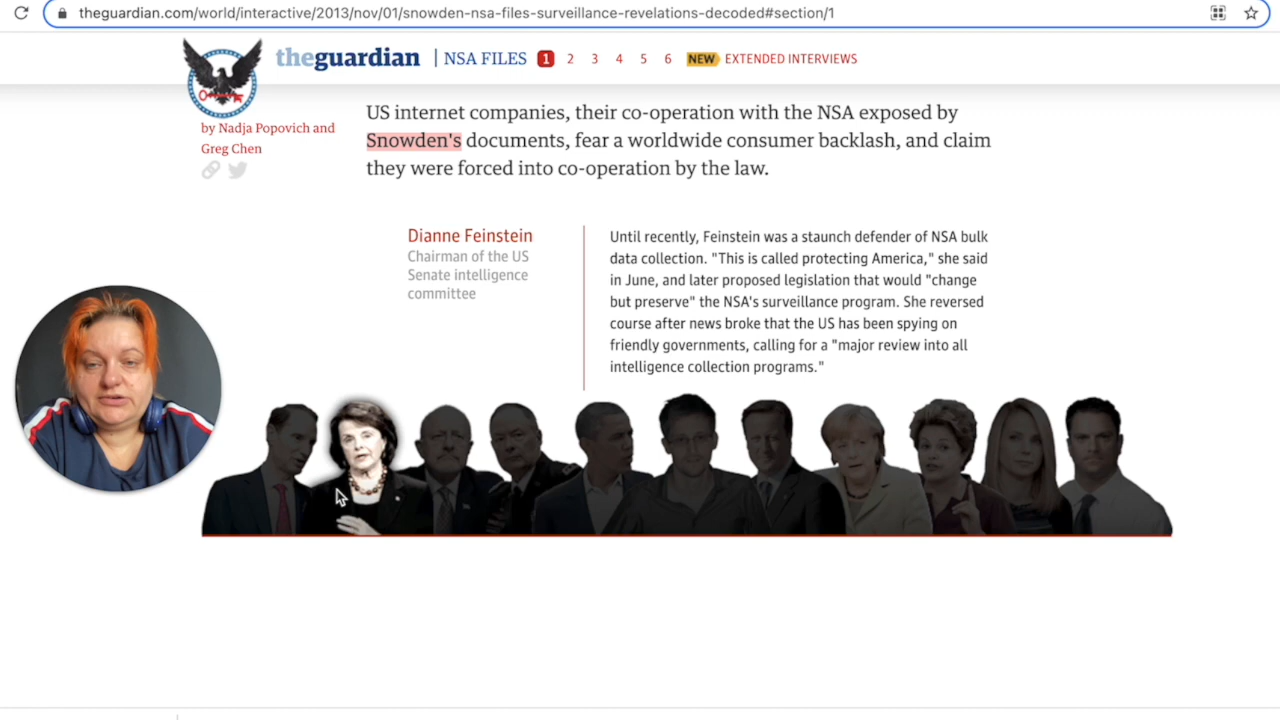 theguardian.com/world/interactive/2013/nov/01/snowden-nsa-files-surveillance-revelations-decoded#section/1
theguardian | NSA FILES 1 2 3 4 5 6 NEW EXTENDED INTERVIEWS
by Nadja Popovich and
Greg Chen
US internet companies, their co-operation with the NSA exposed by
Snowden's documents, fear a worldwide consumer backlash, and claim
they were forced into co-operation by the law.
Dianne Feinstein
Chairman of the US
Senate intelligence
committee
Until recently, Feinstein was a staunch defender of NSA bulk
data collection. "This is called protecting America," she said
in June, and later proposed legislation that would "change
but preserve" the NSA's surveillance program. She reversed
course after news broke that the US has been spying on
friendly governments, calling for a "major review into all
intelligence collection programs."